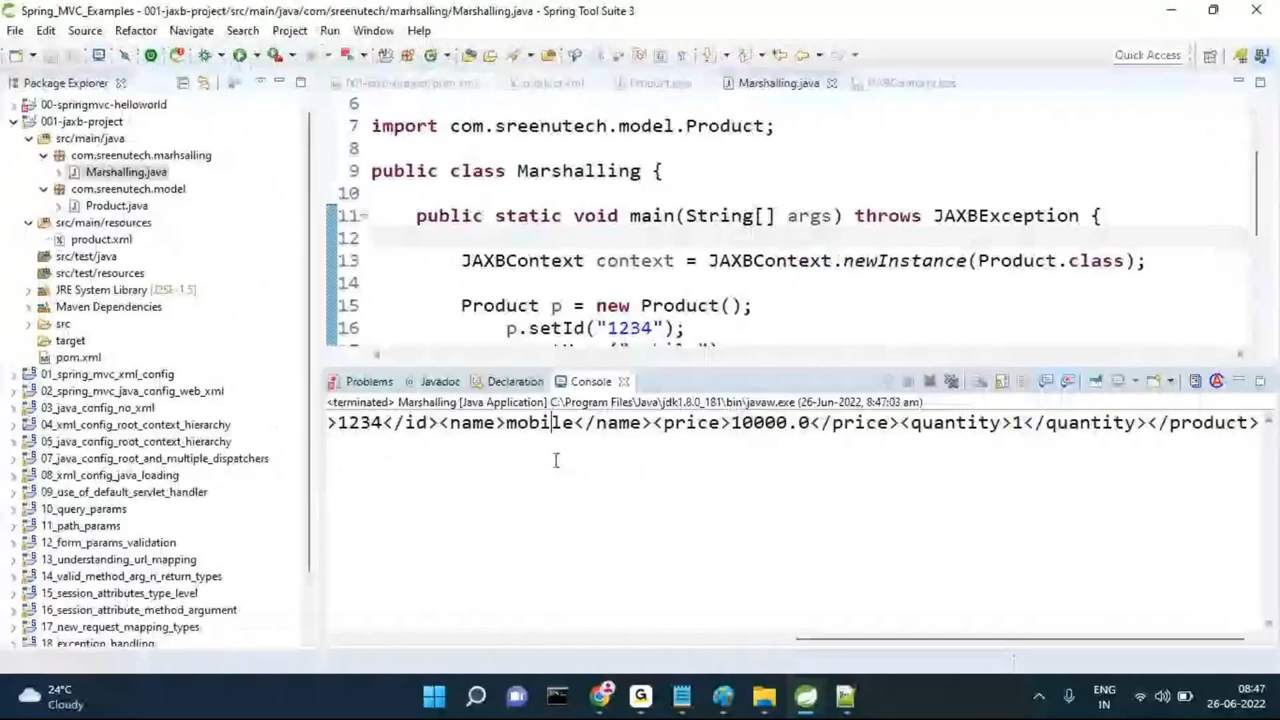 Spring_MVC_Examples - 001-jaxb-project/src/main/java/com/sreenutech/marhsalling/Marshalling.java - Spring Tool Suite 3
File Edit Source Refactor Navigate Search Project Run Window Help
Quick Access
Package Explorer
Marshalling.java
00-springmvc-helloworld
001-jaxb-project
src/main/java
com.sreenutech.marhsalling
Marshalling.java
com.sreenutech.model
Product.java
src/main/resources
product.xml
src/test/java
src/test/resources
JRE System Library [J2SE-1.5]
Maven Dependencies
src
target
pom.xml
01_spring_mvc_xml_config
02_spring_mvc_java_config_web_xml
03_java_config_no_xml
04_xml_config_root_context_hierarchy
05_java_config_root_context_hierarchy
07_java_config_root_and_multiple_dispatchers
08_xml_config_java_loading
09_use_of_default_servlet_handler
10_query_params
11_path_params
12_form_params_validation
13_understanding_url_mapping
14_valid_method_arg_n_return_types
15_session_attributes_type_level
16_session_attribute_method_argument
17_new_request_mapping_types
18_exception_handling
6
7 import com.sreenutech.model.Product;
8
9 public class Marshalling {
10
11 public static void main(String[] args) throws JAXBException {
12
13 JAXBContext context = JAXBContext.newInstance(Product.class);
14
15 Product p = new Product();
16 p.setId("1234");
Problems Javadoc Declaration Console
<terminated> Marshalling [Java Application] C:\Program Files\Java\jdk1.8.0_181\bin\javaw.exe (26-Jun-2022, 8:47:03 am)
>1234</id><name>mobile</name><price>10000.0</price><quantity>1</quantity></product>
24°C
Cloudy
ENG
IN
08:47
26-06-2022